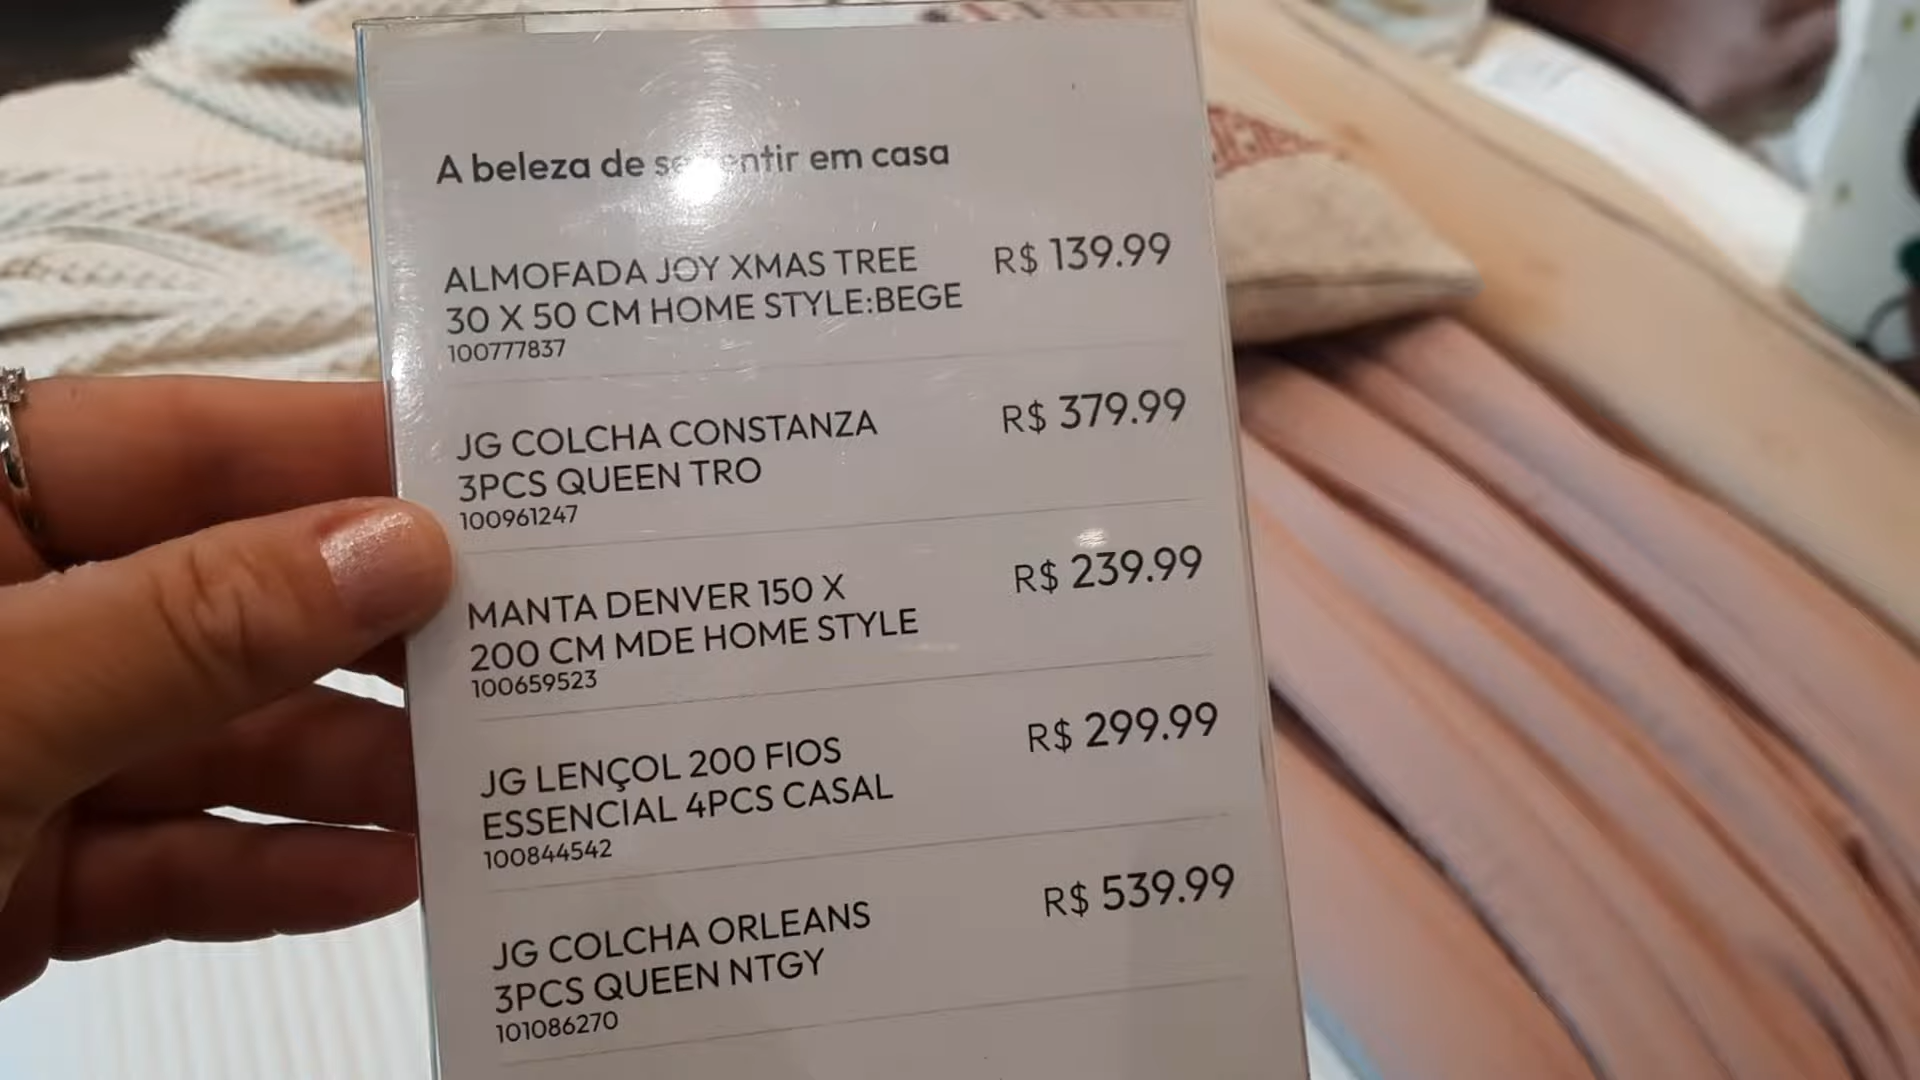 A beleza de se sentir em casa
ALMOFADA JOY XMAS TREE
30 X 50 CM HOME STYLE:BEGE
100777837
R$ 139.99
JG COLCHA CONSTANZA
3PCS QUEEN TRO
100961247
R$ 379.99
MANTA DENVER 150 X
200 CM MDE HOME STYLE
100659523
R$ 239.99
JG LENÇOL 200 FIOS
ESSENCIAL 4PCS CASAL
100844542
R$ 299.99
JG COLCHA ORLEANS
3PCS QUEEN NTGY
101086270
R$ 539.99